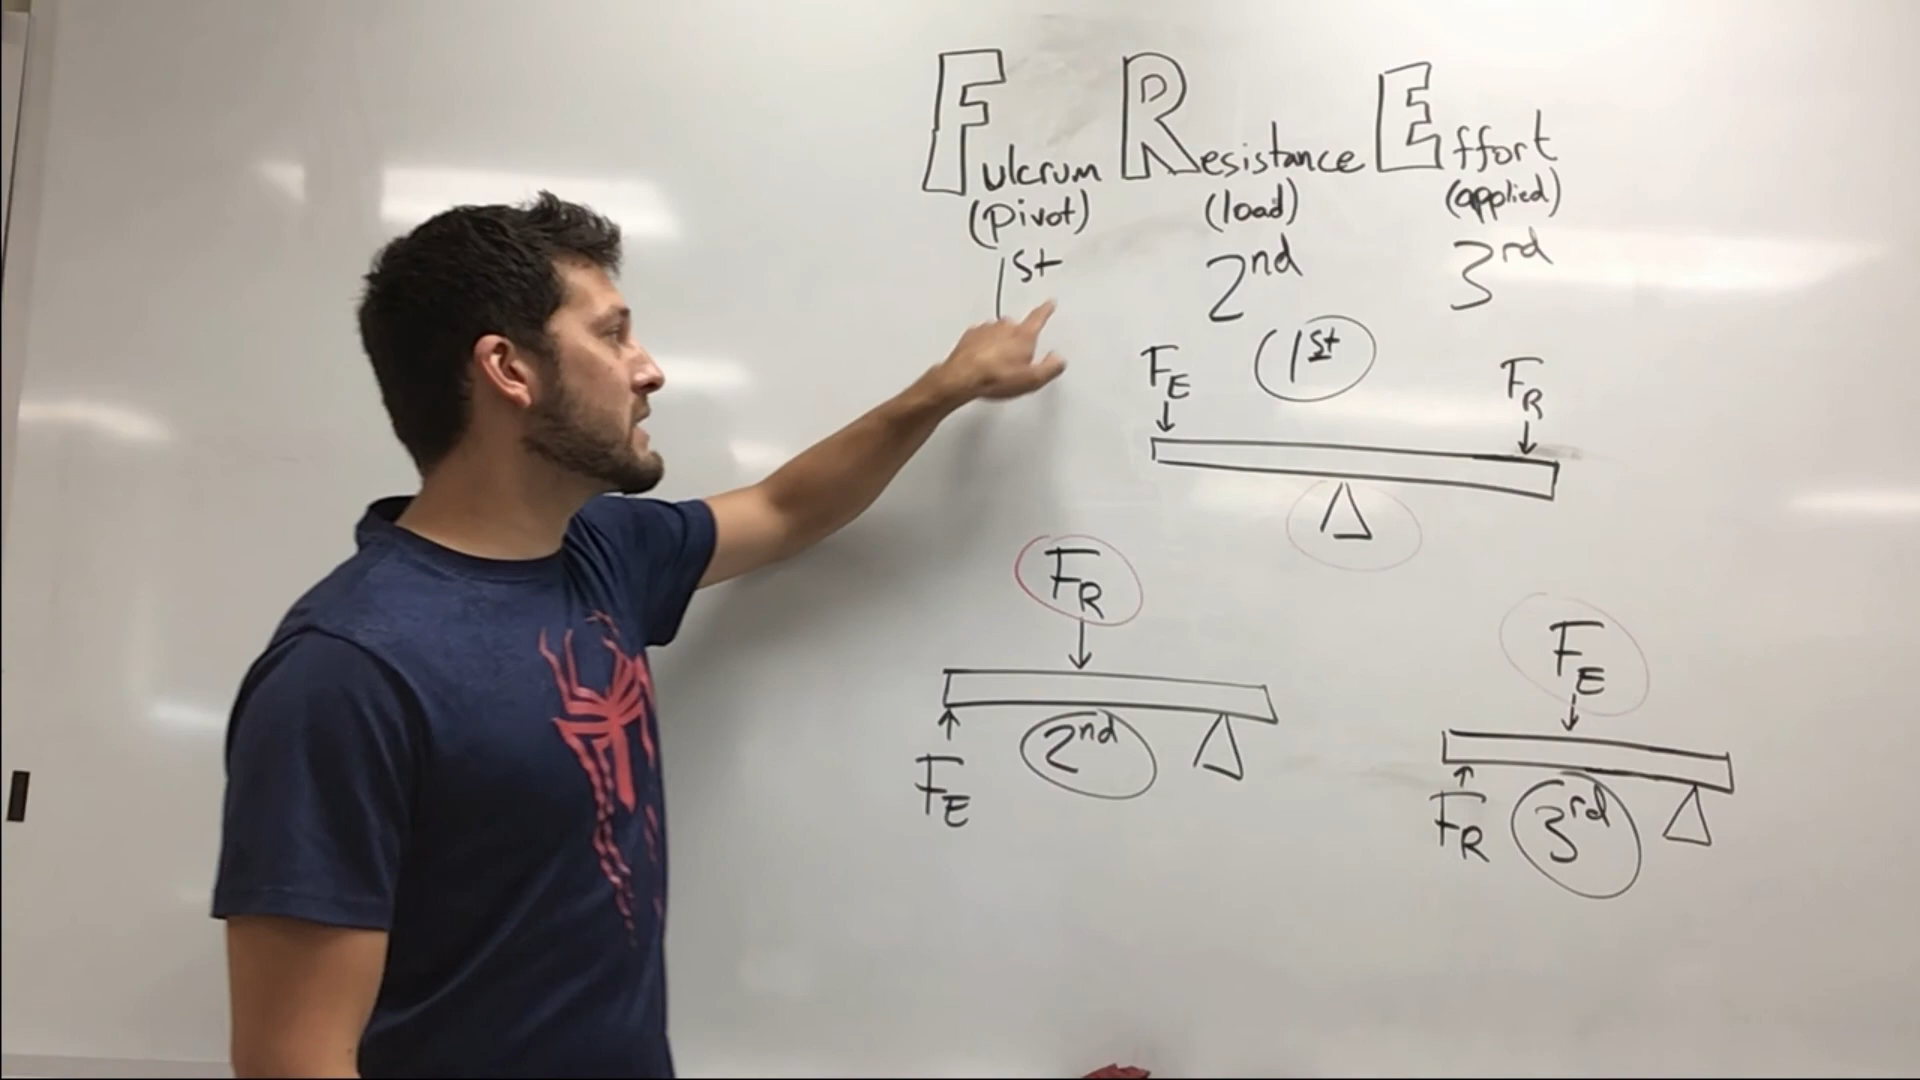 Fulcrum Resistance Effort
(pivot) (load) (applied)
1st 2nd 3rd
FE 1st FR
FR
2nd
FE
FE
FR 3rd